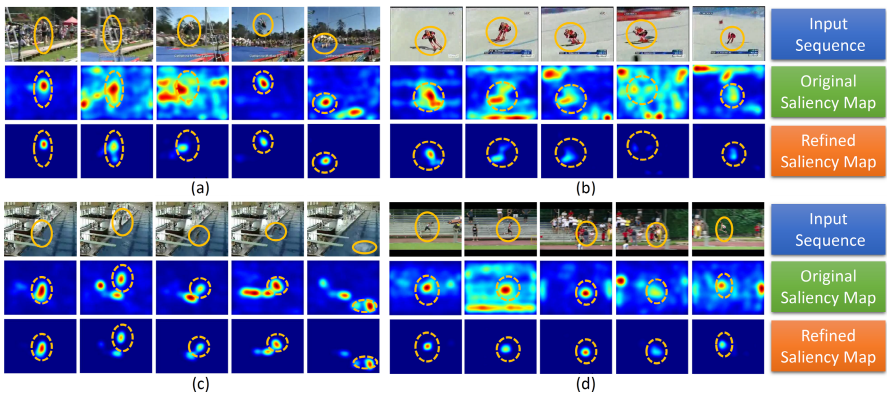 Input
Sequence
Original
Saliency Map
Refined
Saliency Map
(a)
(b)
Input
Sequence
Original
Saliency Map
Refined
Saliency Map
(c)
(d)